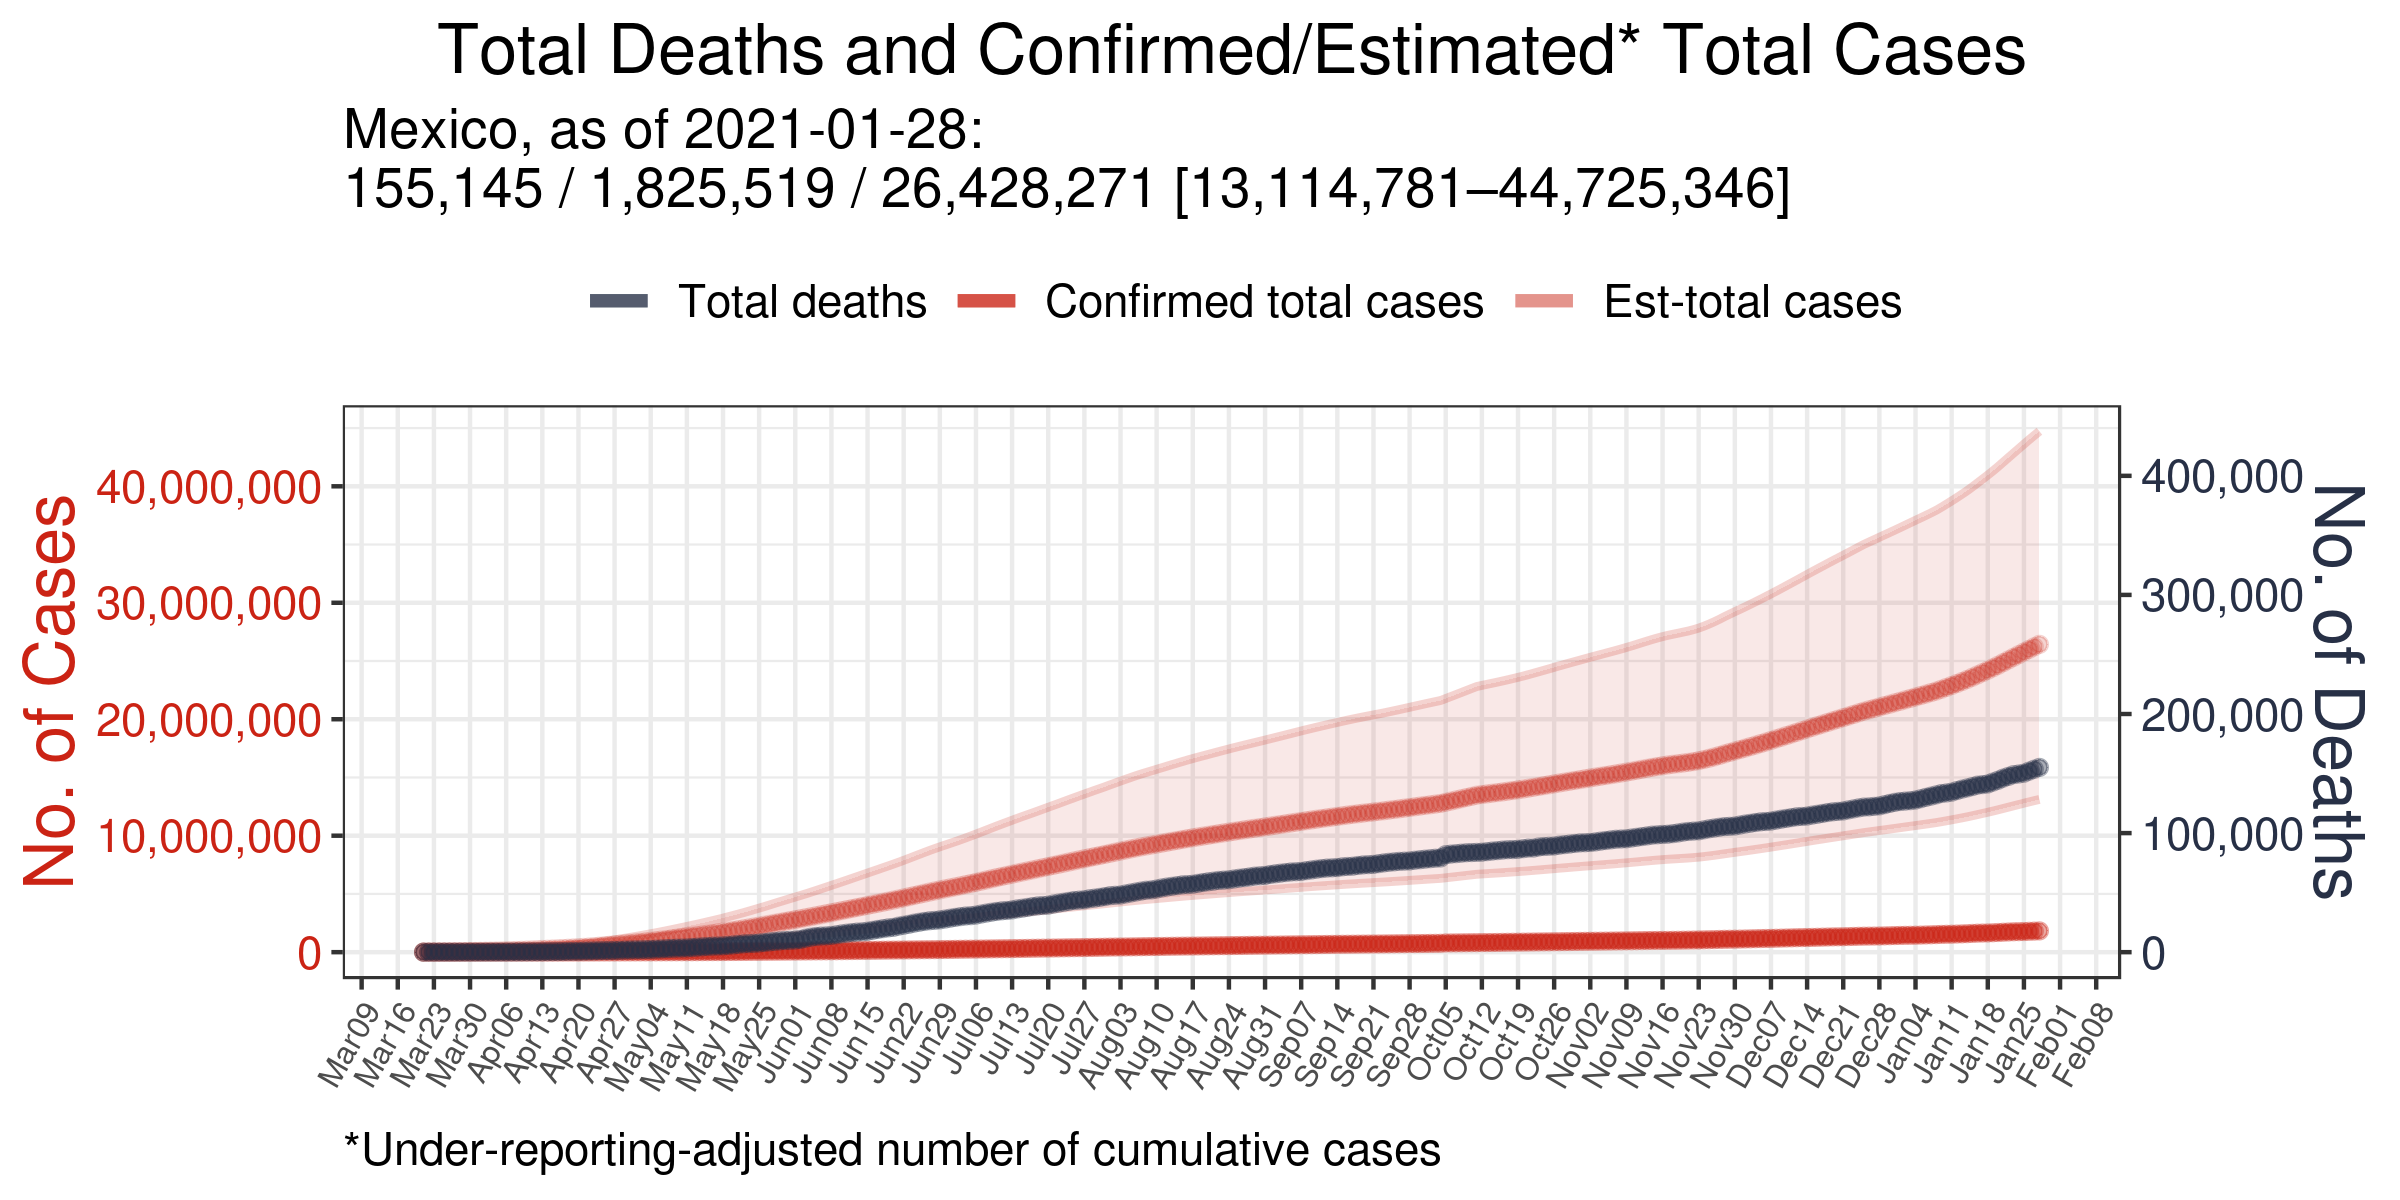 Total Deaths and Confirmed/Estimated* Total Cases
Mexico, as of 2021-01-28:
155,145 / 1,825,519 / 26,428,271 [13,114,781–44,725,346]
Total deaths
Confirmed total cases
Est-total cases
No. of Cases
40,000,000
30,000,000
20,000,000
10,000,000
0
400,000
300,000
200,000
100,000
0
No. of Deaths
Mar09
Mar16
Mar23
Mar30
Apr06
Apr13
Apr20
Apr27
May04
May11
May18
May25
Jun01
Jun08
Jun15
Jun22
Jun29
Jul06
Jul13
Jul20
Jul27
Aug03
Aug10
Aug17
Aug24
Aug31
Sep07
Sep14
Sep21
Sep28
Oct05
Oct12
Oct19
Oct26
Nov02
Nov09
Nov16
Nov23
Nov30
Dec07
Dec14
Dec21
Dec28
Jan04
Jan11
Jan18
Jan25
Feb01
Feb08
*Under-reporting-adjusted number of cumulative cases